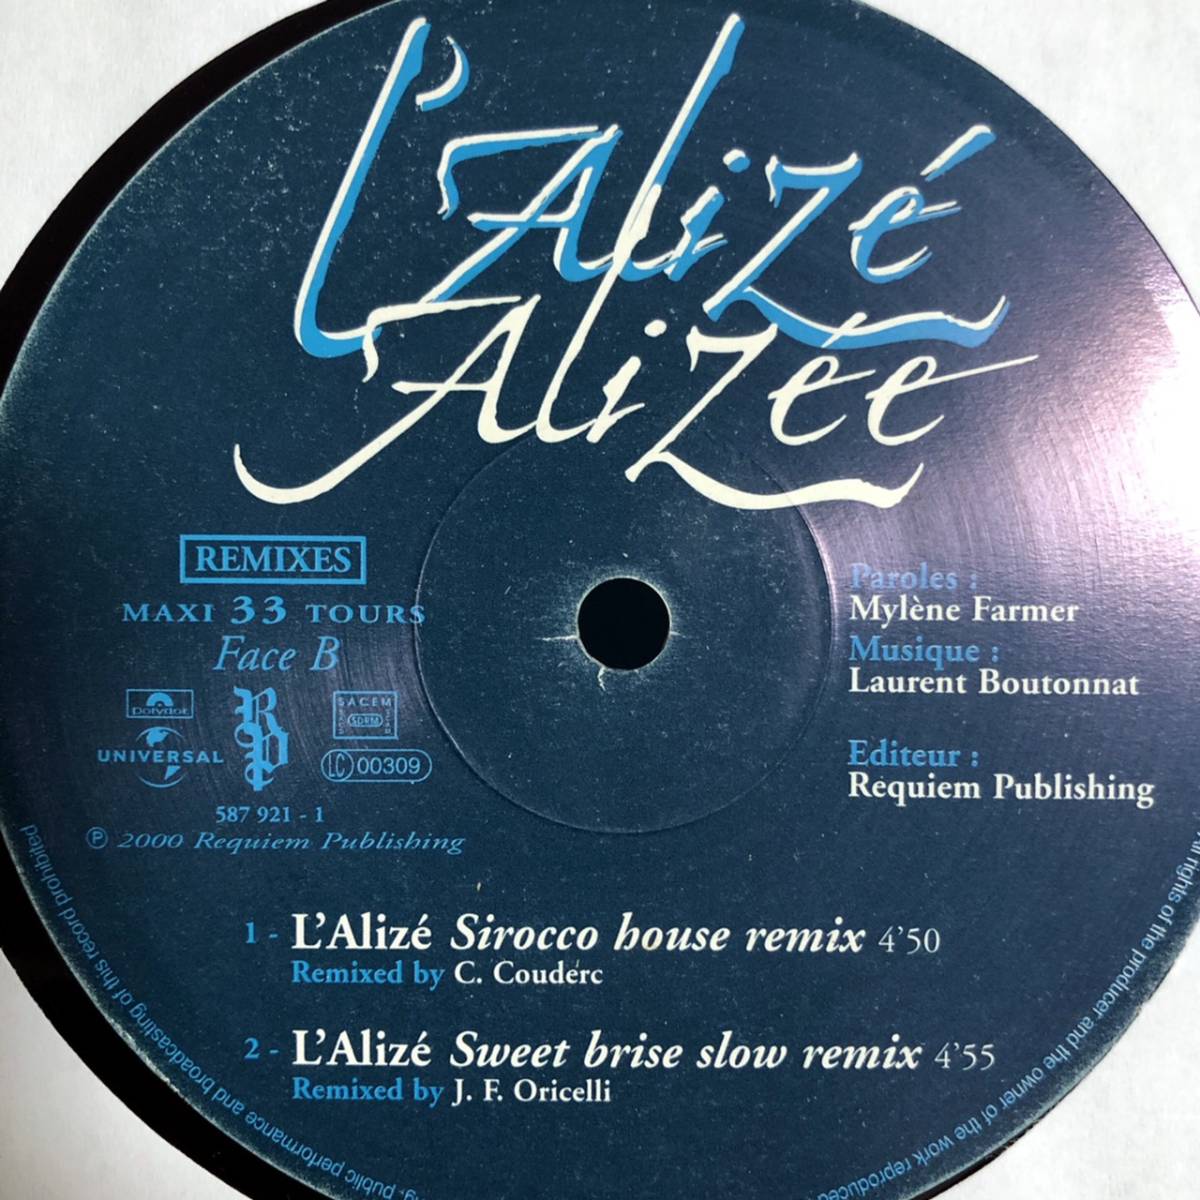 L'Alizé
Alizée
REMIXES
MAXI 33 TOURS
Face B
Polydor
UNIVERSAL
RP
SACEM
SDRM
LC 00309
587 921 - 1
℗ 2000 Requiem Publishing
Paroles :
Mylène Farmer
Musique :
Laurent Boutonnat
Editeur :
Requiem Publishing
1 - L'Alizé Sirocco house remix 4'50
Remixed by C. Couderc
2 - L'Alizé Sweet brise slow remix 4'55
Remixed by J. F. Oricelli
All rights of the producer and the owner of the work reproduced
public performance and broadcasting of this record prohibited